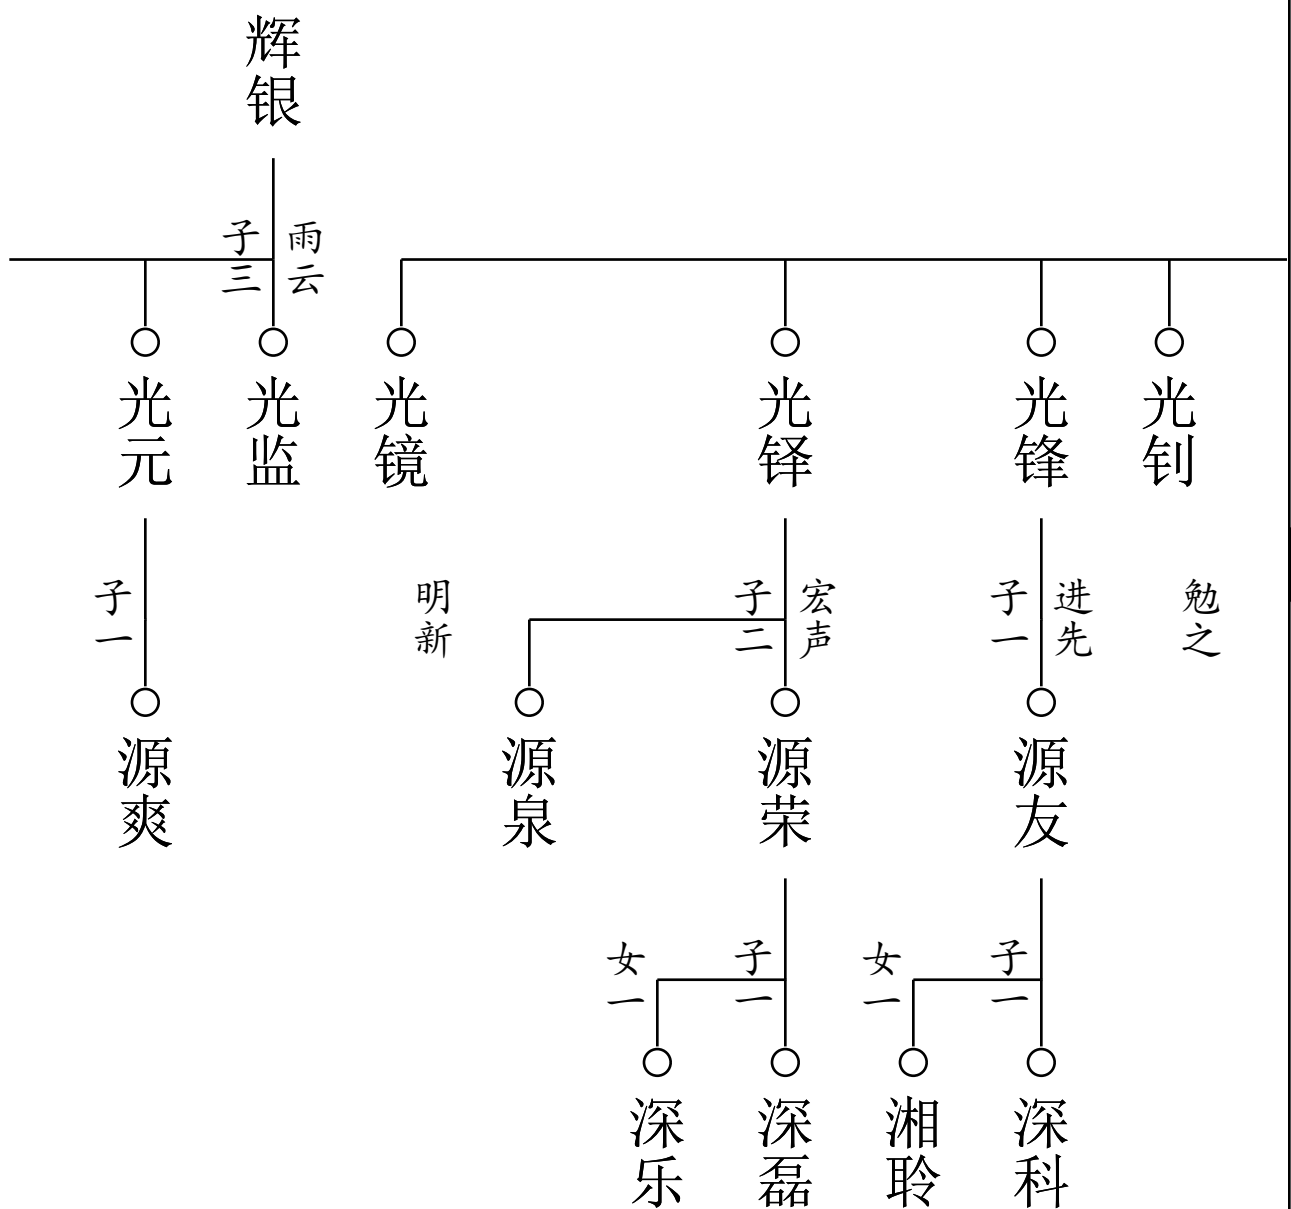 辉银
雨云
子三
光钊
光锋
光铎
光镜
光监
光元
勉之
进先
子一
宏声
子二
明新
子一
源友
源荣
源泉
源爽
子一
女一
子一
女一
深科
湘聆
深磊
深乐